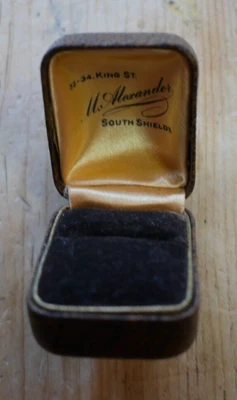 32-34. KING ST.
M. Alexander.
SOUTH SHIELDS